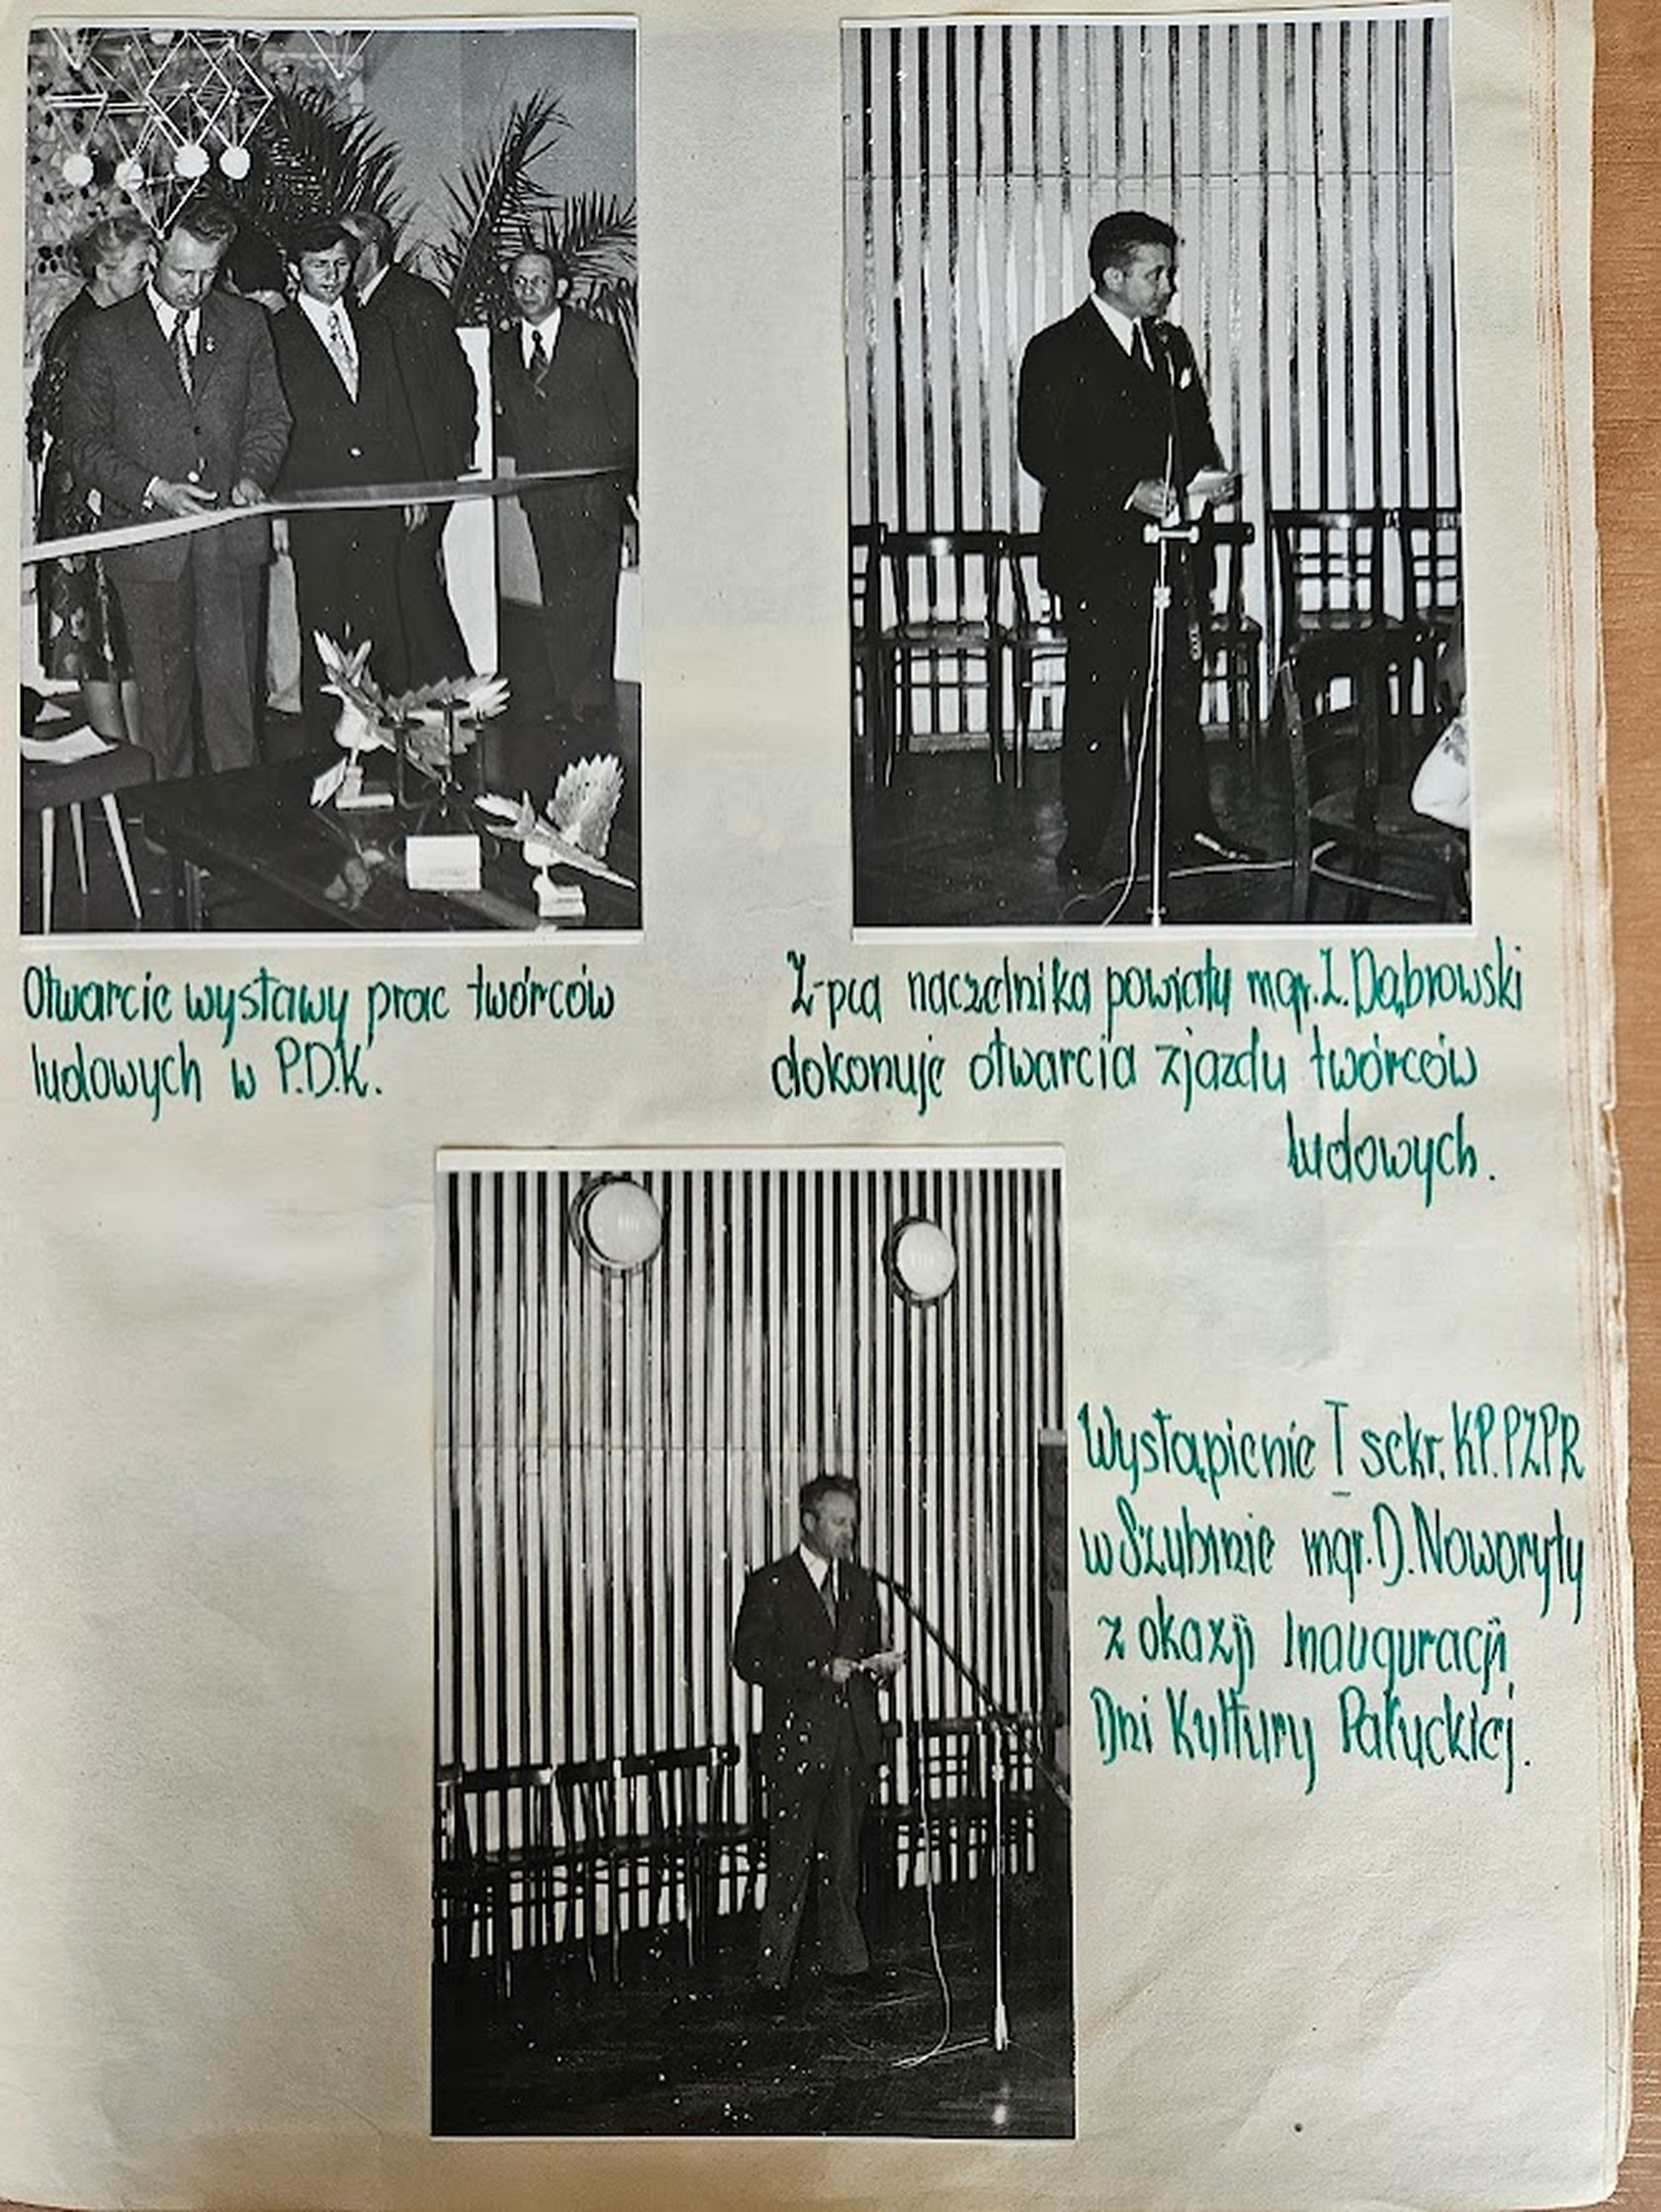 Otwarcie wystawy prac twórców
ludowych w P.D.K.
Z-pca naczelnika powiatu mgr. Z. Dąbrowski
dokonuje otwarcia zjazdu twórców
ludowych.
Wystąpienie I sekr. KP. PZPR
w Szubinie mgr. D. Noworyty
z okazji Inauguracji
Dni Kultury Pałuckiej.